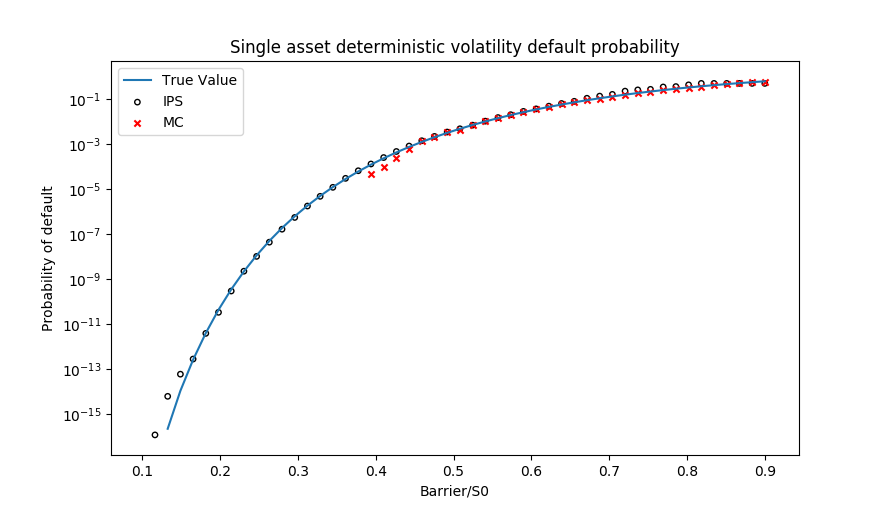 Single asset deterministic volatility default probability
True Value
IPS
MC
Probability of default
10⁻¹
10⁻³
10⁻⁵
10⁻⁷
10⁻⁹
10⁻¹¹
10⁻¹³
10⁻¹⁵
0.1 0.2 0.3 0.4 0.5 0.6 0.7 0.8 0.9
Barrier/S0